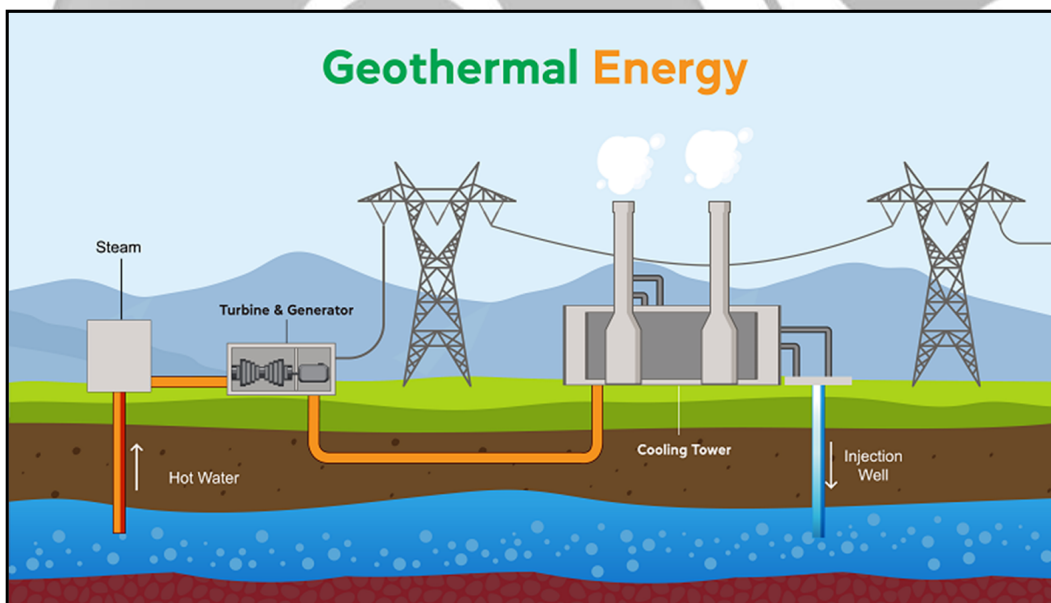 Geothermal Energy
Steam
Turbine & Generator
Hot Water
Cooling Tower
Injection
Well